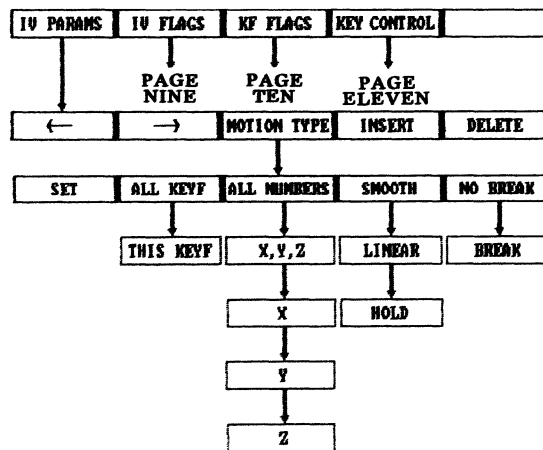 IV PARAMS IV FLAGS KF FLAGS KEY CONTROL
PAGE NINE PAGE TEN PAGE ELEVEN
← → MOTION TYPE INSERT DELETE
SET ALL KEYF ALL NUMBERS SMOOTH NO BREAK
THIS KEYF X,Y,Z LINEAR BREAK
X HOLD
Y
Z